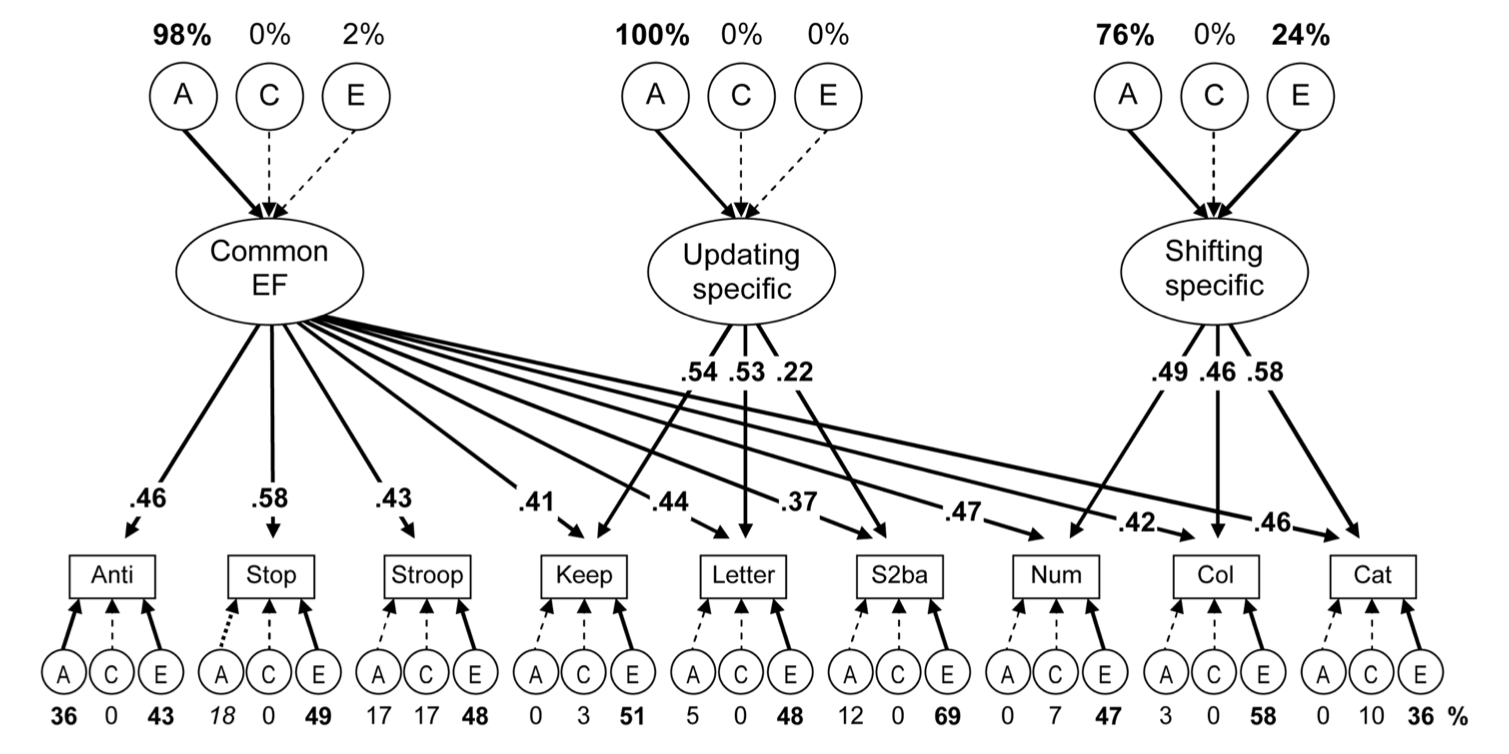 98% 0% 2% 100% 0% 0% 76% 0% 24%
A C E A C E A C E
Common EF
Updating specific
Shifting specific
.54 .53 .22 .49 .46 .58
.46 .58 .43 .41 .44 .37 .47 .42 .46
Anti Stop Stroop Keep Letter S2ba Num Col Cat
A C E A C E A C E A C E A C E A C E A C E A C E A C E
36 0 43 18 0 49 17 17 48 0 3 51 5 0 48 12 0 69 0 7 47 3 0 58 0 10 36 %